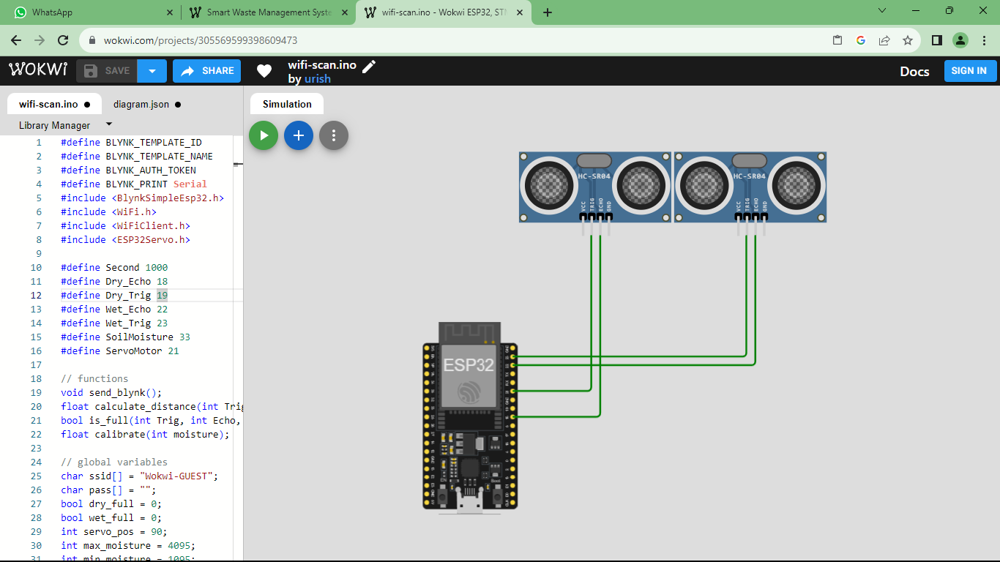 WhatsApp
Smart Waste Management Syste
wifi-scan.ino - Wokwi ESP32, STM
wokwi.com/projects/305569599398609473
WOKWi
SAVE
SHARE
wifi-scan.ino
by urish
Docs
SIGN IN
wifi-scan.ino
diagram.json
Library Manager
Simulation
1 #define BLYNK_TEMPLATE_ID
2 #define BLYNK_TEMPLATE_NAME
3 #define BLYNK_AUTH_TOKEN
4 #define BLYNK_PRINT Serial
5 #include <BlynkSimpleEsp32.h>
6 #include <WiFi.h>
7 #include <WiFiClient.h>
8 #include <ESP32Servo.h>
9
10 #define Second 1000
11 #define Dry_Echo 18
12 #define Dry_Trig 19
13 #define Wet_Echo 22
14 #define Wet_Trig 23
15 #define SoilMoisture 33
16 #define ServoMotor 21
17
18 // functions
19 void send_blynk();
20 float calculate_distance(int Trig
21 bool is_full(int Trig, int Echo,
22 float calibrate(int moisture);
23
24 // global variables
25 char ssid[] = "Wokwi-GUEST";
26 char pass[] = "";
27 bool dry_full = 0;
28 bool wet_full = 0;
29 int servo_pos = 90;
30 int max_moisture = 4095;
31 int min_moisture = 1095;
HC-SR04
VCC
TRIG
ECHO
GND
HC-SR04
VCC
TRIG
ECHO
GND
ESP32
EN
Boot